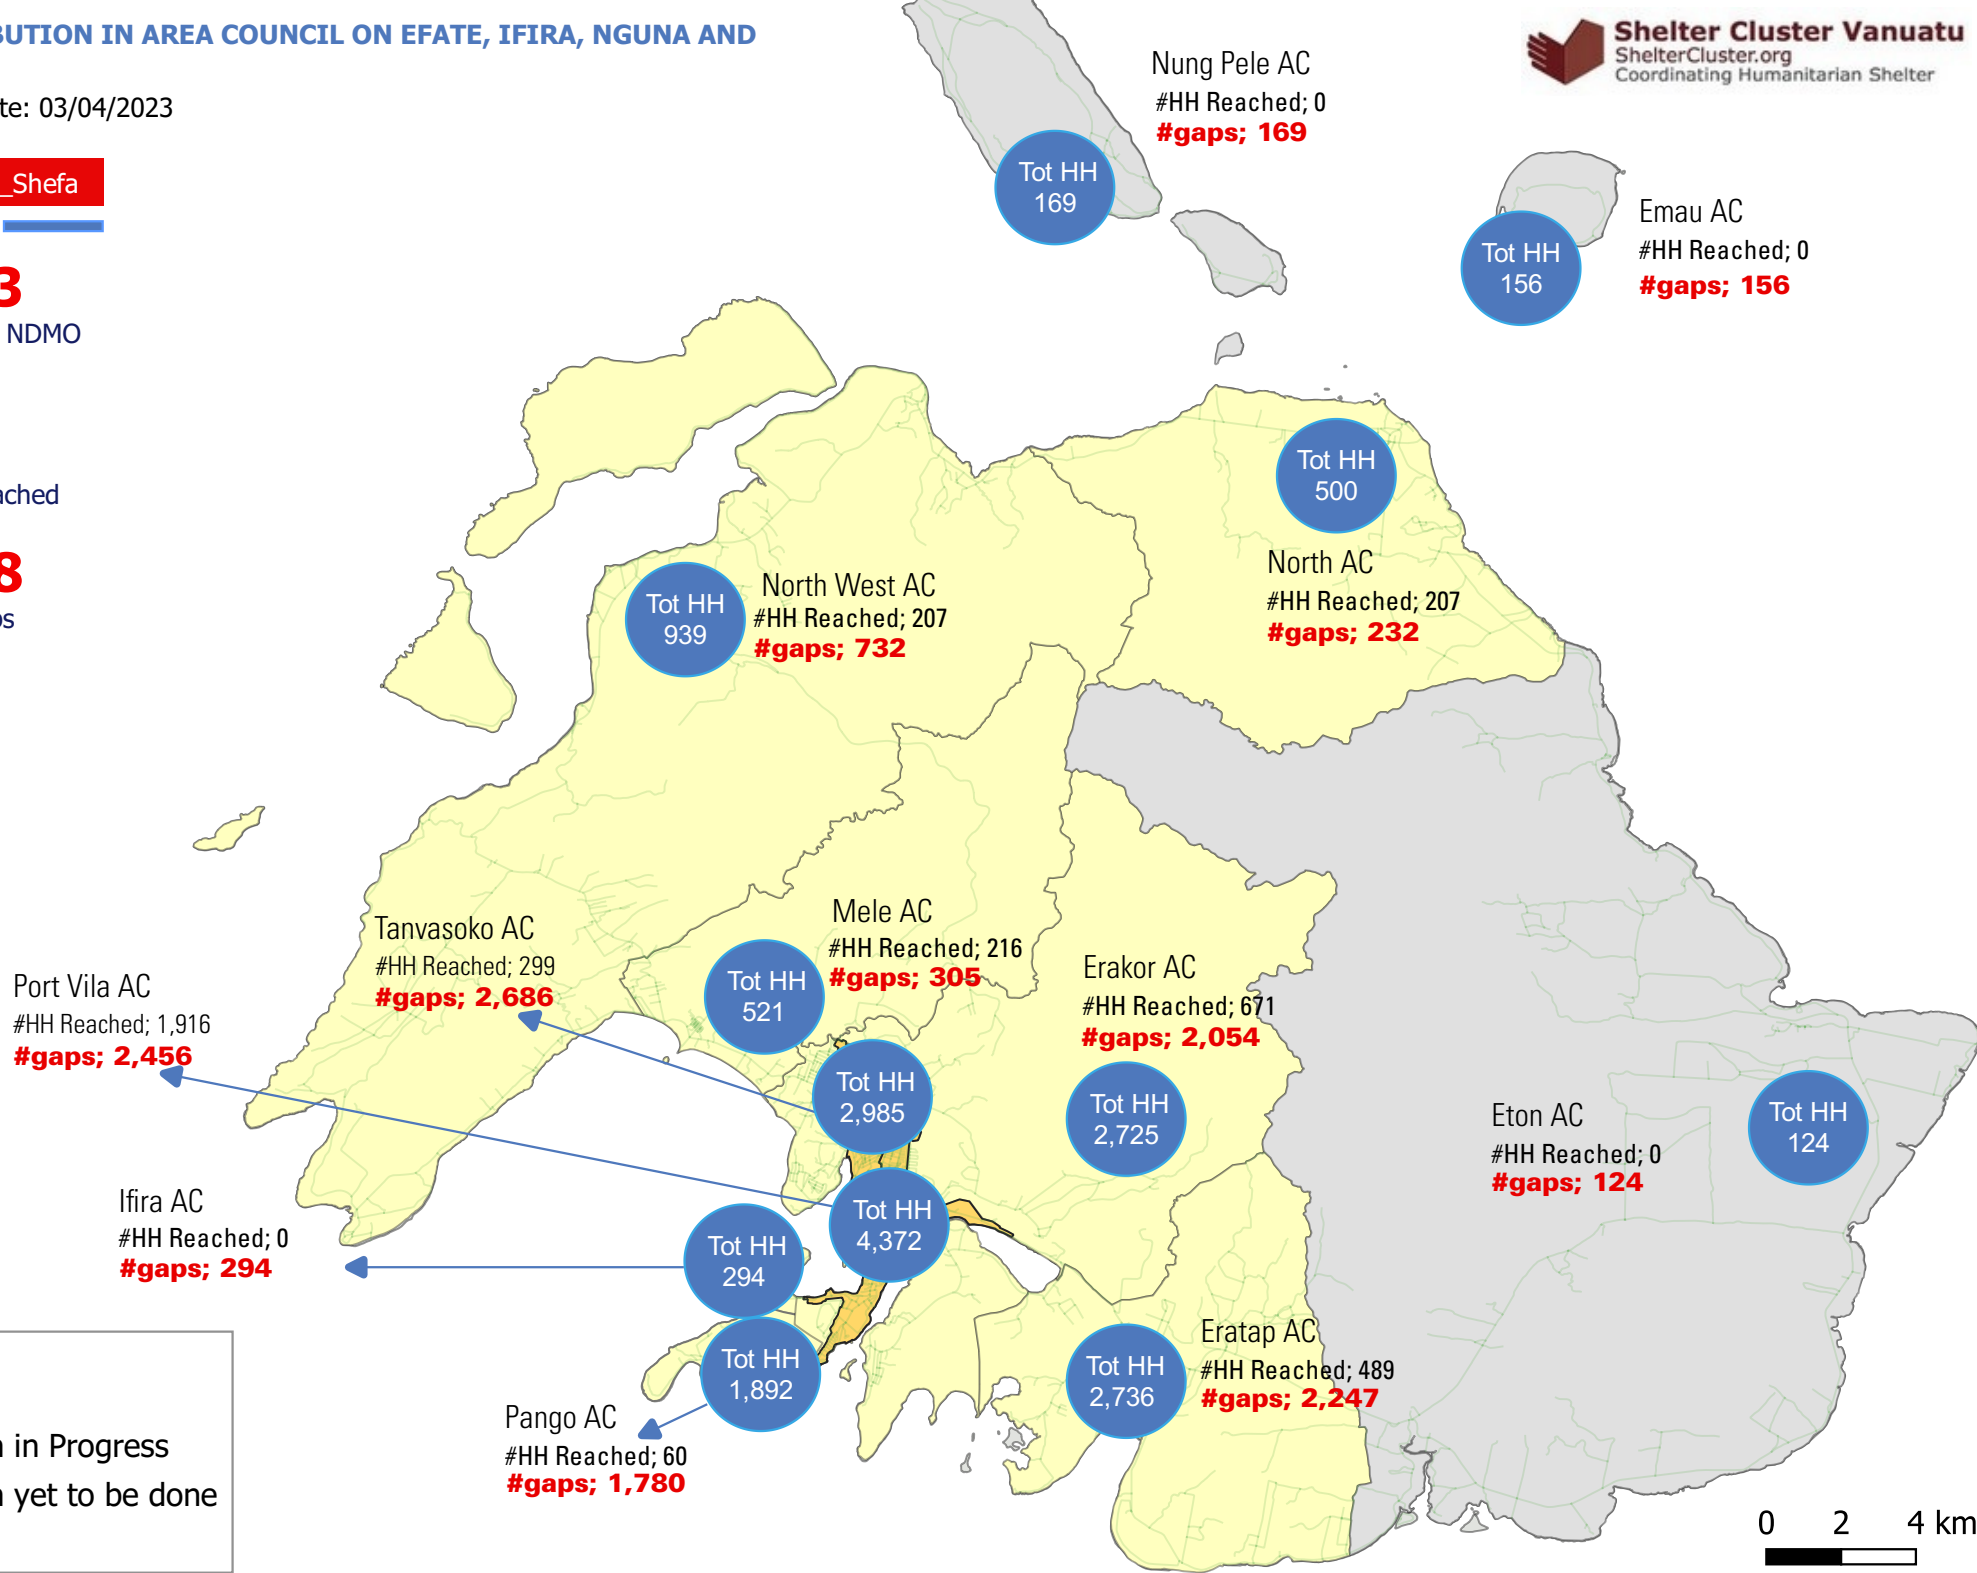 BUTION IN AREA COUNCIL ON EFATE, IFIRA, NGUNA AND
te: 03/04/2023
_Shefa
3
NDMO
ached
8
os
Shelter Cluster Vanuatu
ShelterCluster.org
Coordinating Humanitarian Shelter
Nung Pele AC
#HH Reached; 0
#gaps; 169
Tot HH
169
Emau AC
#HH Reached; 0
#gaps; 156
Tot HH
156
Tot HH
500
North AC
#HH Reached; 207
#gaps; 232
Tot HH
939
North West AC
#HH Reached; 207
#gaps; 732
Tanvasoko AC
#HH Reached; 299
#gaps; 2,686
Mele AC
#HH Reached; 216
#gaps; 305
Tot HH
521
Erakor AC
#HH Reached; 671
#gaps; 2,054
Tot HH
2,725
Port Vila AC
#HH Reached; 1,916
#gaps; 2,456
Tot HH
2,985
Eton AC
#HH Reached; 0
#gaps; 124
Tot HH
124
Tot HH
4,372
Ifira AC
#HH Reached; 0
#gaps; 294
Tot HH
294
Tot HH
1,892
Pango AC
#HH Reached; 60
#gaps; 1,780
Tot HH
2,736
Eratap AC
#HH Reached; 489
#gaps; 2,247
n in Progress
n yet to be done
0 2 4 km